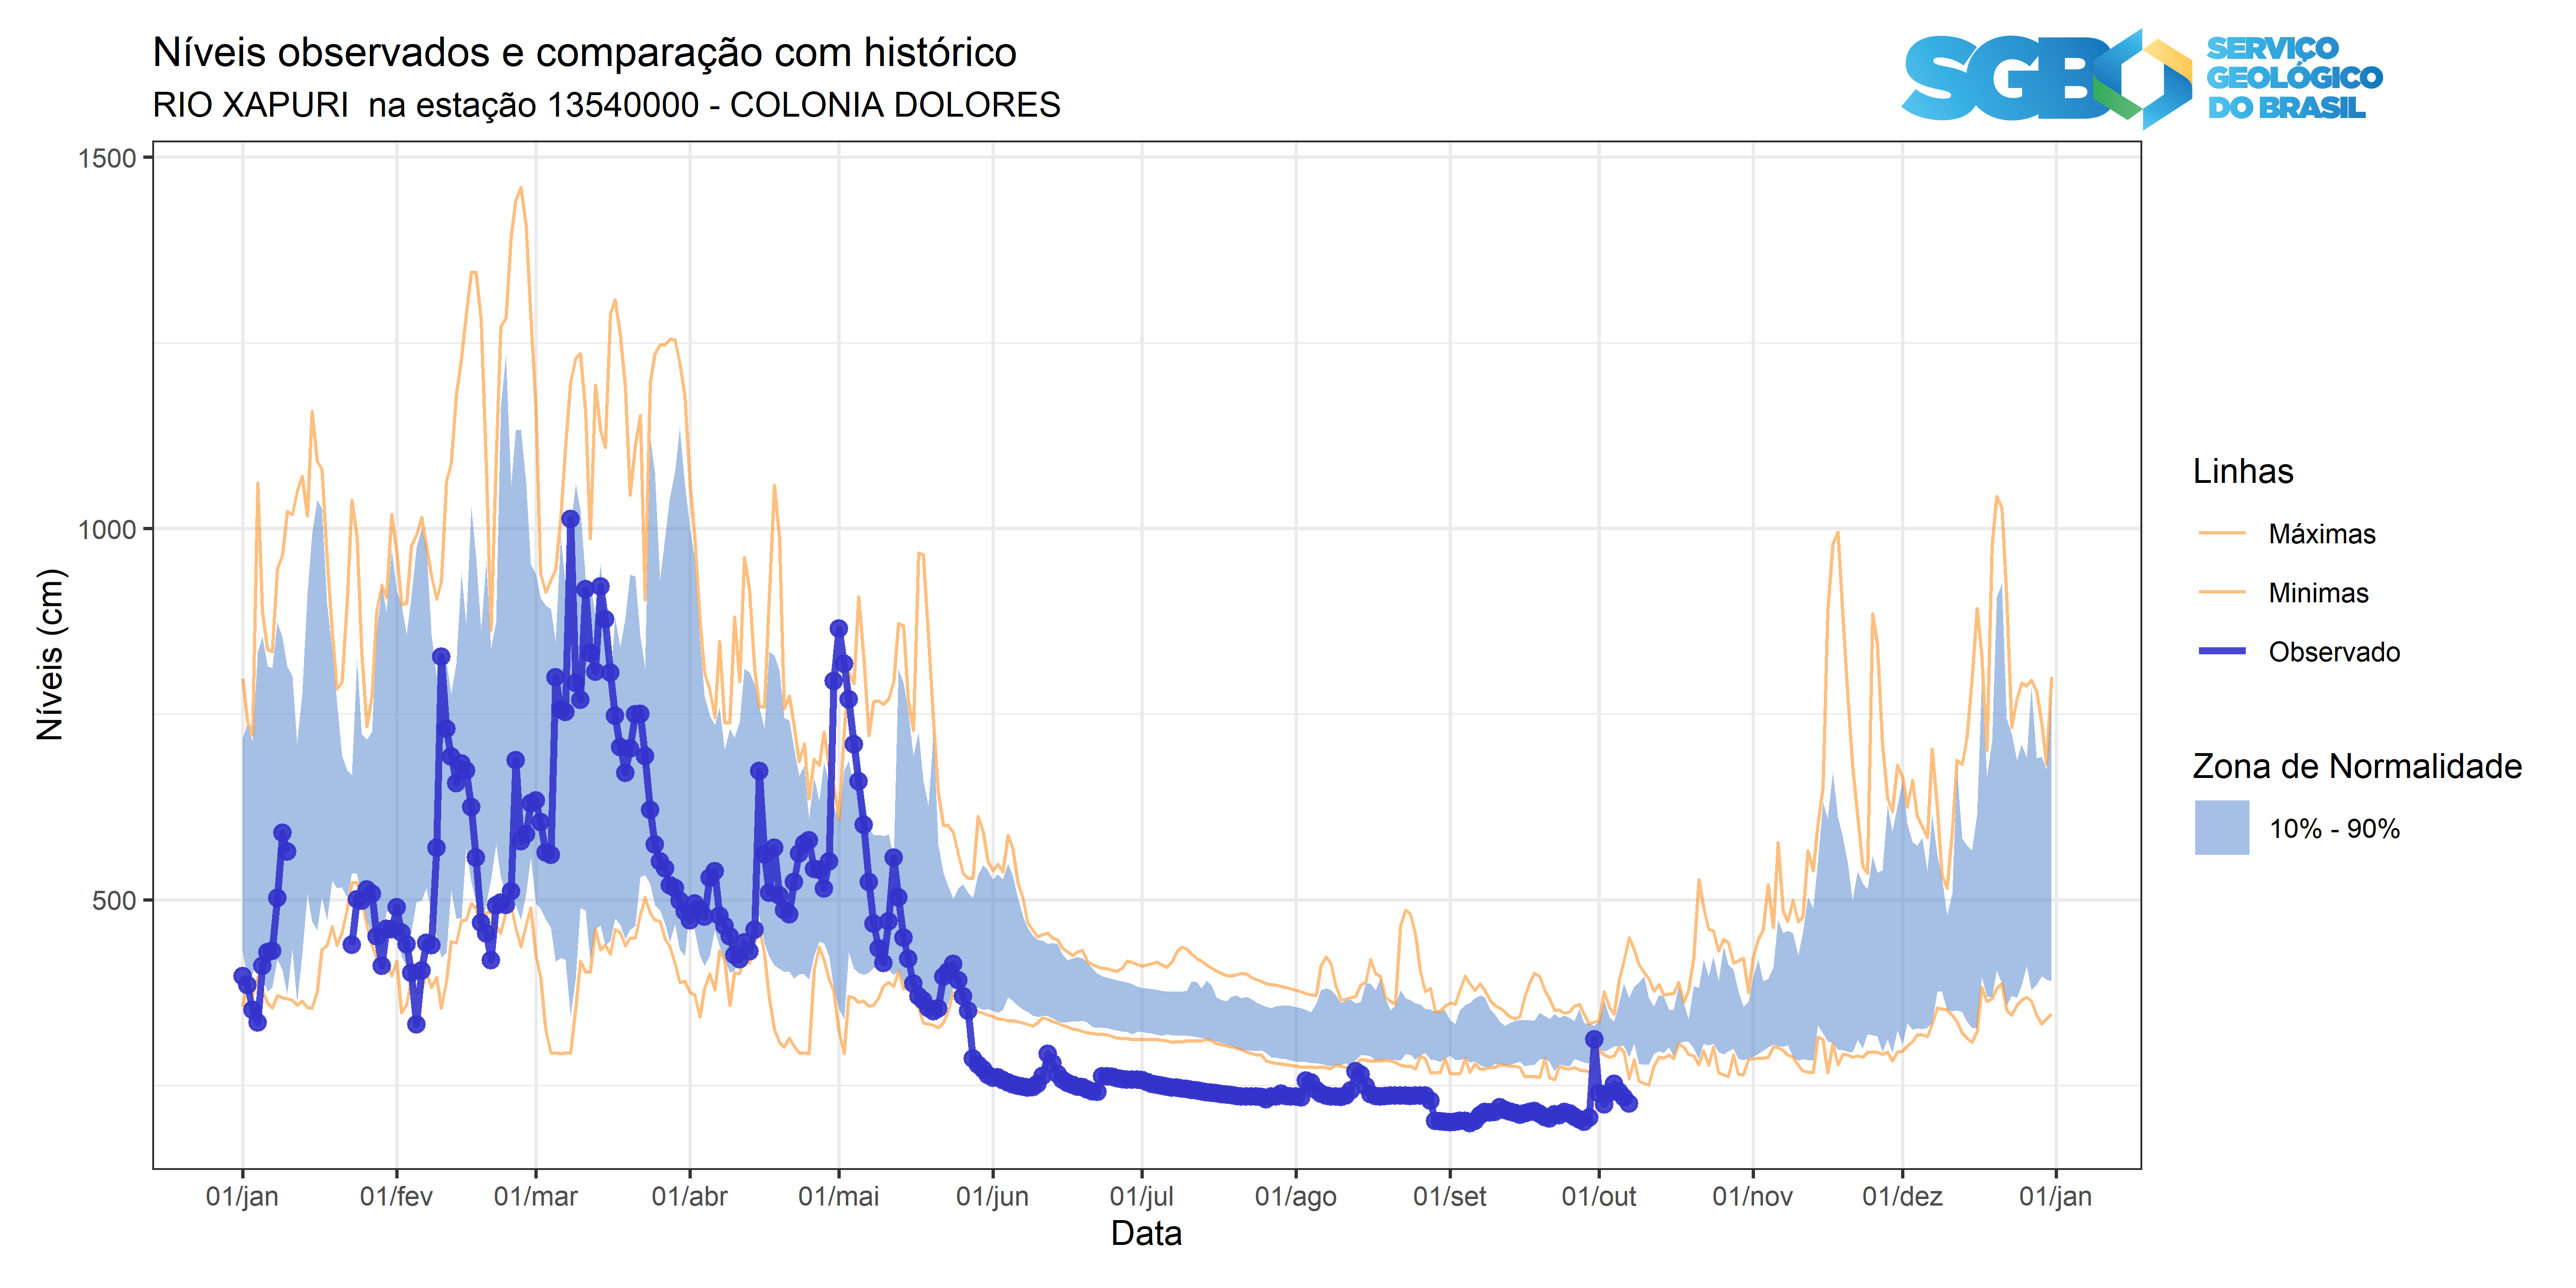 Níveis observados e comparação com histórico
RIO XAPURI  na estação 13540000 - COLONIA DOLORES
SGB
SERVIÇO
GEOLÓGICO
DO BRASIL
1500
1000
500
Níveis (cm)
01/jan
01/fev
01/mar
01/abr
01/mai
01/jun
01/jul
01/ago
01/set
01/out
01/nov
01/dez
01/jan
Data
Linhas
Máximas
Minimas
Observado
Zona de Normalidade
10% - 90%